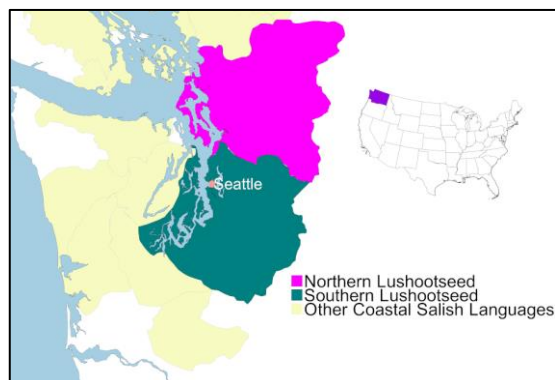 Seattle
Northern Lushootseed
Southern Lushootseed
Other Coastal Salish Languages